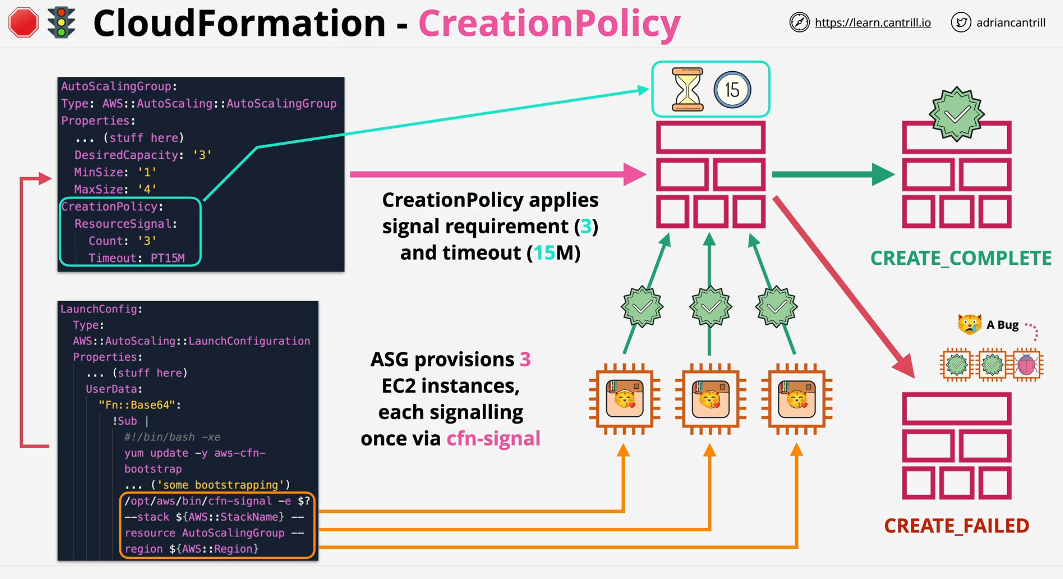 CloudFormation - CreationPolicy
https://learn.cantrill.io
adriancantrill
AutoScalingGroup:
Type: AWS::AutoScaling::AutoScalingGroup
Properties:
... (stuff here)
DesiredCapacity: '3'
MinSize: '1'
MaxSize: '4'
CreationPolicy:
ResourceSignal:
Count: '3'
Timeout: PT15M
15
CreationPolicy applies
signal requirement (3)
and timeout (15M)
CREATE_COMPLETE
LaunchConfig:
Type:
AWS::AutoScaling::LaunchConfiguration
Properties:
... (stuff here)
UserData:
"Fn::Base64":
!Sub |
#!/bin/bash -xe
yum update -y aws-cfn-
bootstrap
... ('some bootstrapping')
/opt/aws/bin/cfn-signal -e $?
--stack ${AWS::StackName} --
resource AutoScalingGroup --
region ${AWS::Region}
ASG provisions 3
EC2 instances,
each signalling
once via cfn-signal
A Bug
CREATE_FAILED